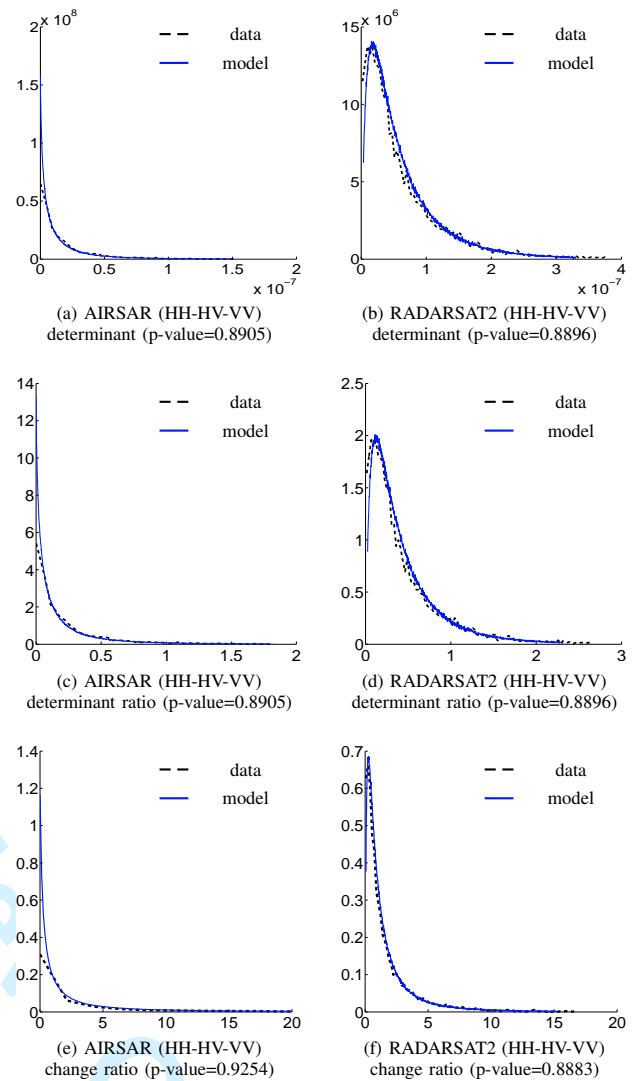 2 x 10^8
data
model
1.5
1
0.5
0
0 0.5 1 1.5 2
x 10^-7
(a) AIRSAR (HH-HV-VV)
determinant (p-value=0.8905)
15 x 10^6
data
model
10
5
0
0 1 2 3 4
x 10^-7
(b) RADARSAT2 (HH-HV-VV)
determinant (p-value=0.8896)
14
data
12
model
10
8
6
4
2
0
0 0.5 1 1.5 2
(c) AIRSAR (HH-HV-VV)
determinant ratio (p-value=0.8905)
2.5
data
model
2
1.5
1
0.5
0
0 1 2 3
(d) RADARSAT2 (HH-HV-VV)
determinant ratio (p-value=0.8896)
1.4
data
1.2
model
1
0.8
0.6
0.4
0.2
0
0 5 10 15 20
(e) AIRSAR (HH-HV-VV)
change ratio (p-value=0.9254)
0.7
data
0.6
model
0.5
0.4
0.3
0.2
0.1
0
0 5 10 15 20
(f) RADARSAT2 (HH-HV-VV)
change ratio (p-value=0.8883)